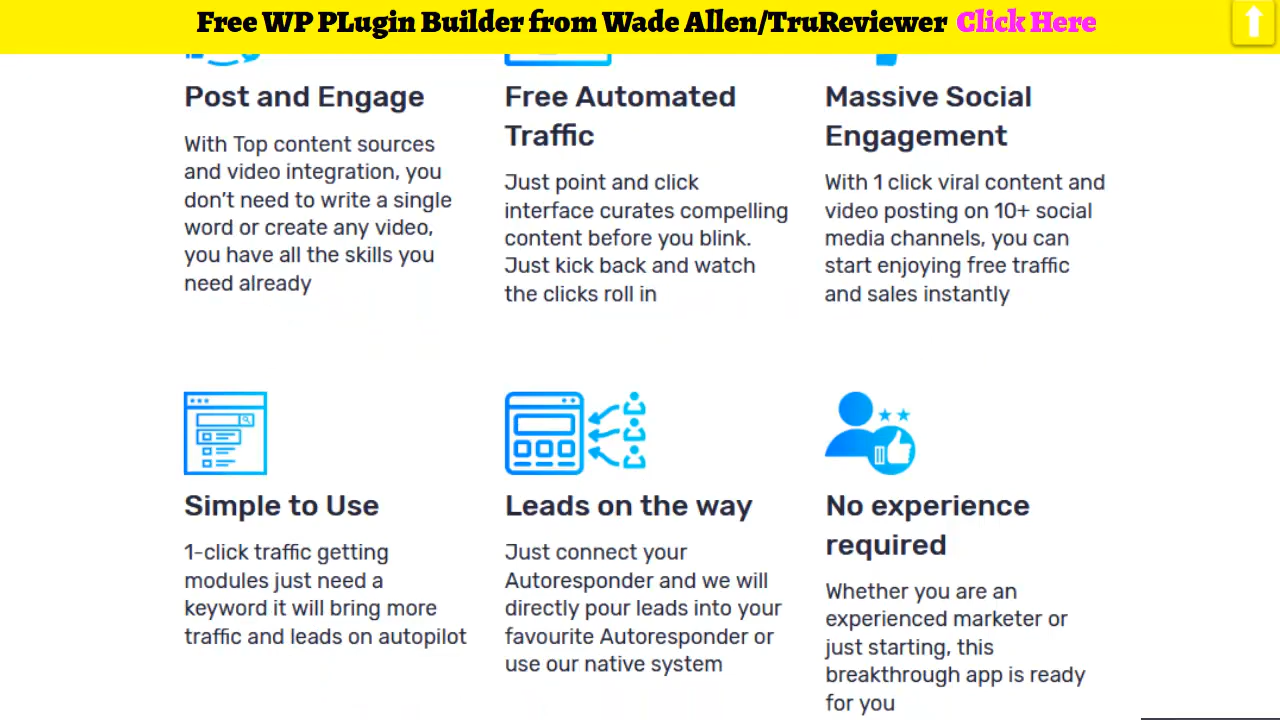 Free WP PLugin Builder from Wade Allen/TruReviewer Click Here
Post and Engage
With Top content sources
and video integration, you
don't need to write a single
word or create any video,
you have all the skills you
need already
Free Automated
Traffic
Just point and click
interface curates compelling
content before you blink.
Just kick back and watch
the clicks roll in
Massive Social
Engagement
With 1 click viral content and
video posting on 10+ social
media channels, you can
start enjoying free traffic
and sales instantly
Simple to Use
1-click traffic getting
modules just need a
keyword it will bring more
traffic and leads on autopilot
Leads on the way
Just connect your
Autoresponder and we will
directly pour leads into your
favourite Autoresponder or
use our native system
No experience
required
Whether you are an
experienced marketer or
just starting, this
breakthrough app is ready
for you